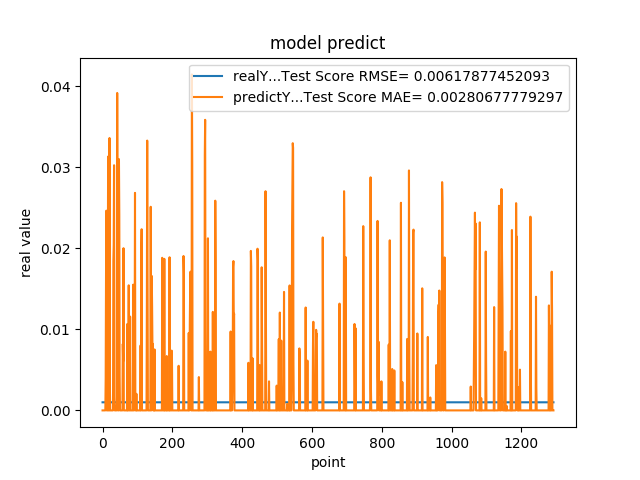 model predict
realY...Test Score RMSE= 0.00617877452093
predictY...Test Score MAE= 0.00280677779297
0.04
0.03
0.02
0.01
0.00
real value
0 200 400 600 800 1000 1200
point